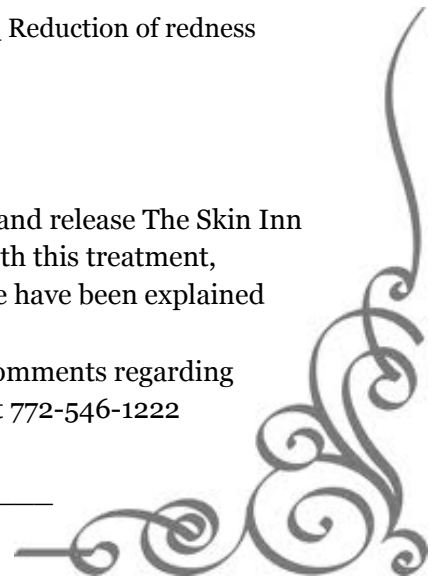 Reduction of redness
and release The Skin Inn
th this treatment,
e have been explained
omments regarding
t 772-546-1222